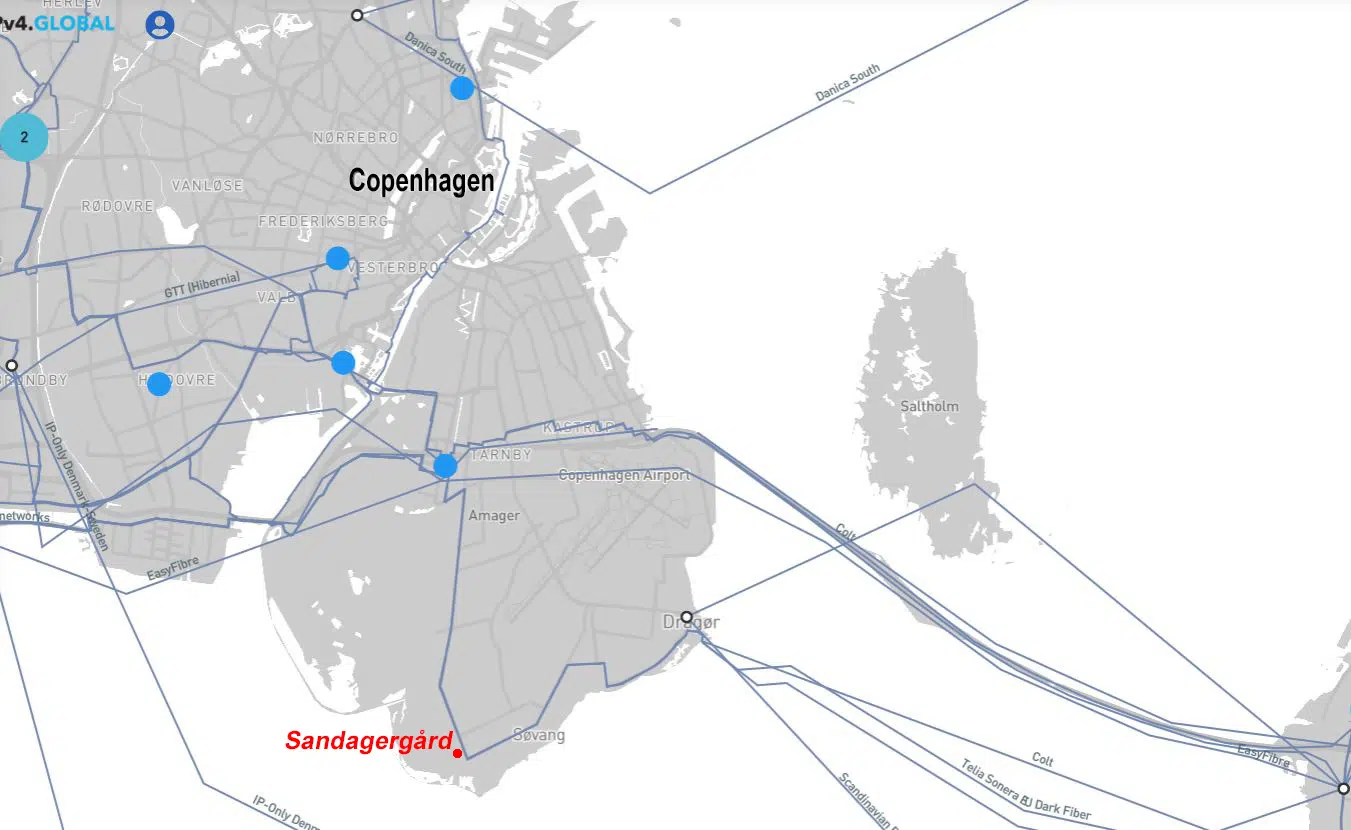 HERLEV
Pv4.GLOBAL
Danica South
Danica South
2
NØRREBRO
Copenhagen
VANLØSE
RØDOVRE
FREDERIKSBERG
VESTERBRO
GTT (Hibernia)
VALB
Saltholm
BRØNDBY
H DOVRE
IP-Only Denmark-Sweden
KASTRUP
TÅRNBY
Copenhagen Airport
networks
Amager
Colt
EasyFibre
Dragør
Søvang
Sandagergård
EasyFibre
Colt
Telia Sonera
EU Dark Fiber
Scandinavian
IP-Only Denm